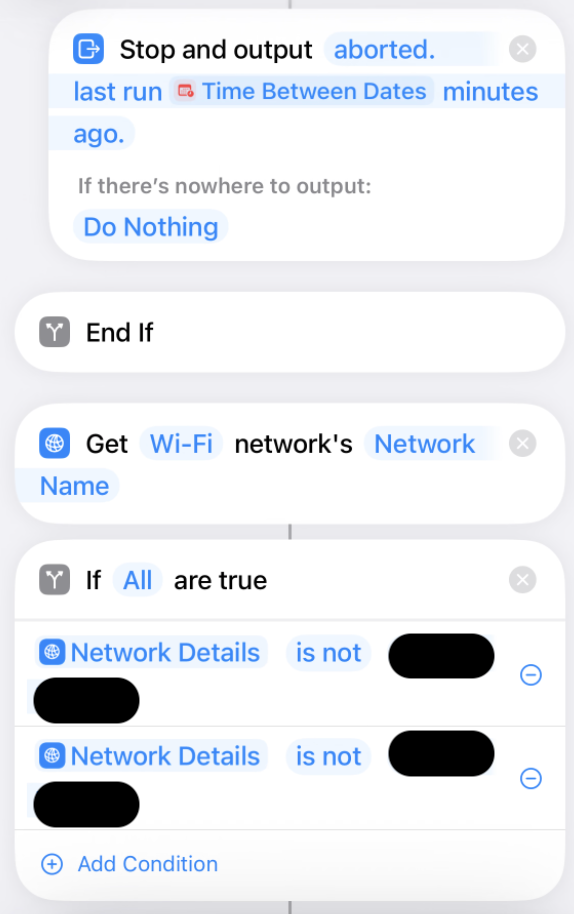 Stop and output aborted.
last run Time Between Dates minutes
ago.
If there's nowhere to output:
Do Nothing
End If
Get Wi-Fi network's Network
Name
If All are true
Network Details is not
Network Details is not
Add Condition